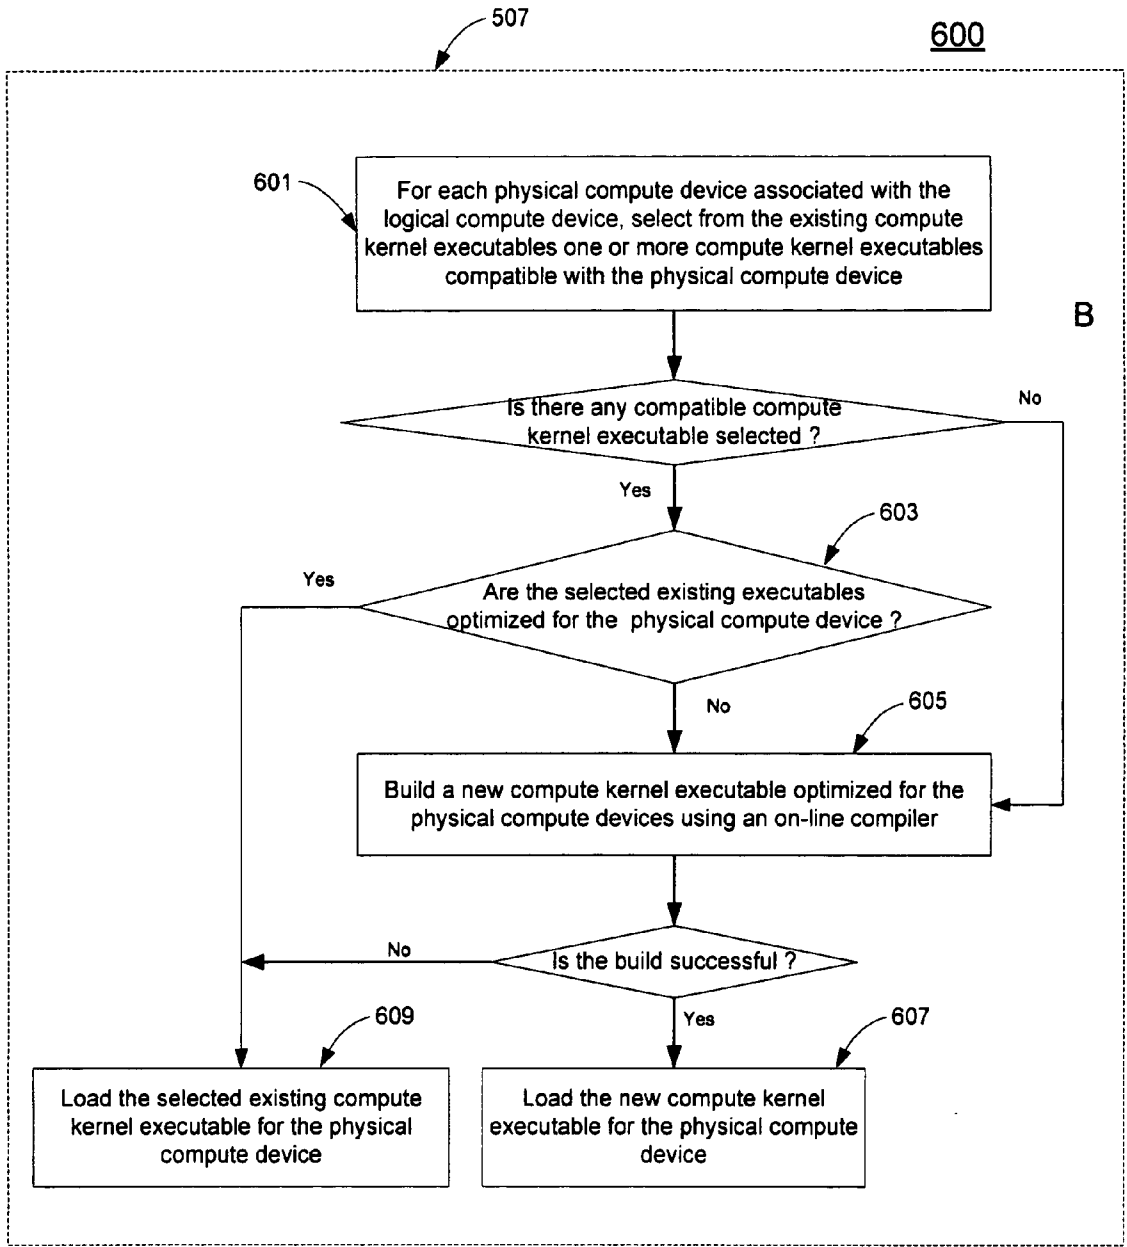 507
600
601
For each physical compute device associated with the
logical compute device, select from the existing compute
kernel executables one or more compute kernel executables
compatible with the physical compute device
B
Is there any compatible compute
kernel executable selected ?
No
Yes
603
Yes
Are the selected existing executables
optimized for the physical compute device ?
No
605
Build a new compute kernel executable optimized for the
physical compute devices using an on-line compiler
No
Is the build successful ?
Yes
609
607
Load the selected existing compute
kernel executable for the physical
compute device
Load the new compute kernel
executable for the physical compute
device